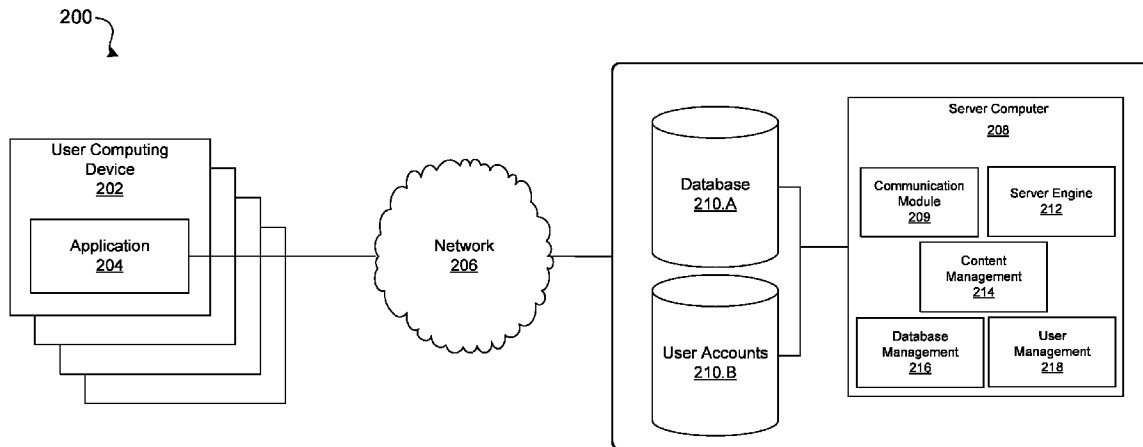 200
User Computing
Device
202
Application
204
Network
206
Database
210.A
User Accounts
210.B
Server Computer
208
Communication
Module
209
Server Engine
212
Content
Management
214
Database
Management
216
User
Management
218